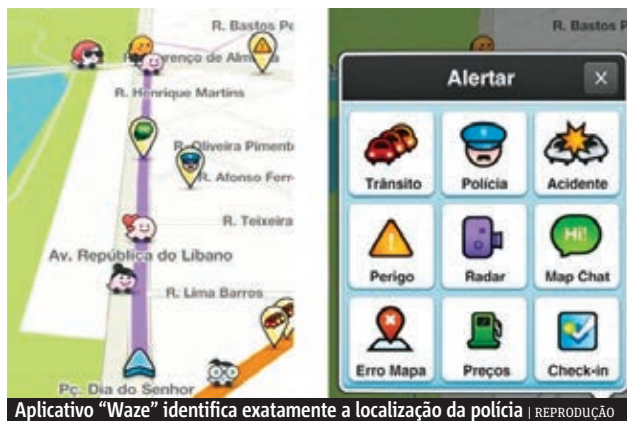 R. Bastos Pe
R. Lourenço de Almeida
R. Henrique Martins
R. Oliveira Pimente
R. Afonso Ferr
R. Teixeira
Av. República do Líbano
R. Lima Barros
Pç. Dia do Senhor
R. Bastos P
Alertar X
Trânsito Polícia Acidente
Hi!
Perigo Radar Map Chat
Erro Mapa Preços Check-in
Aplicativo “Waze” identifica exatamente a localização da polícia | REPRODUÇÃO